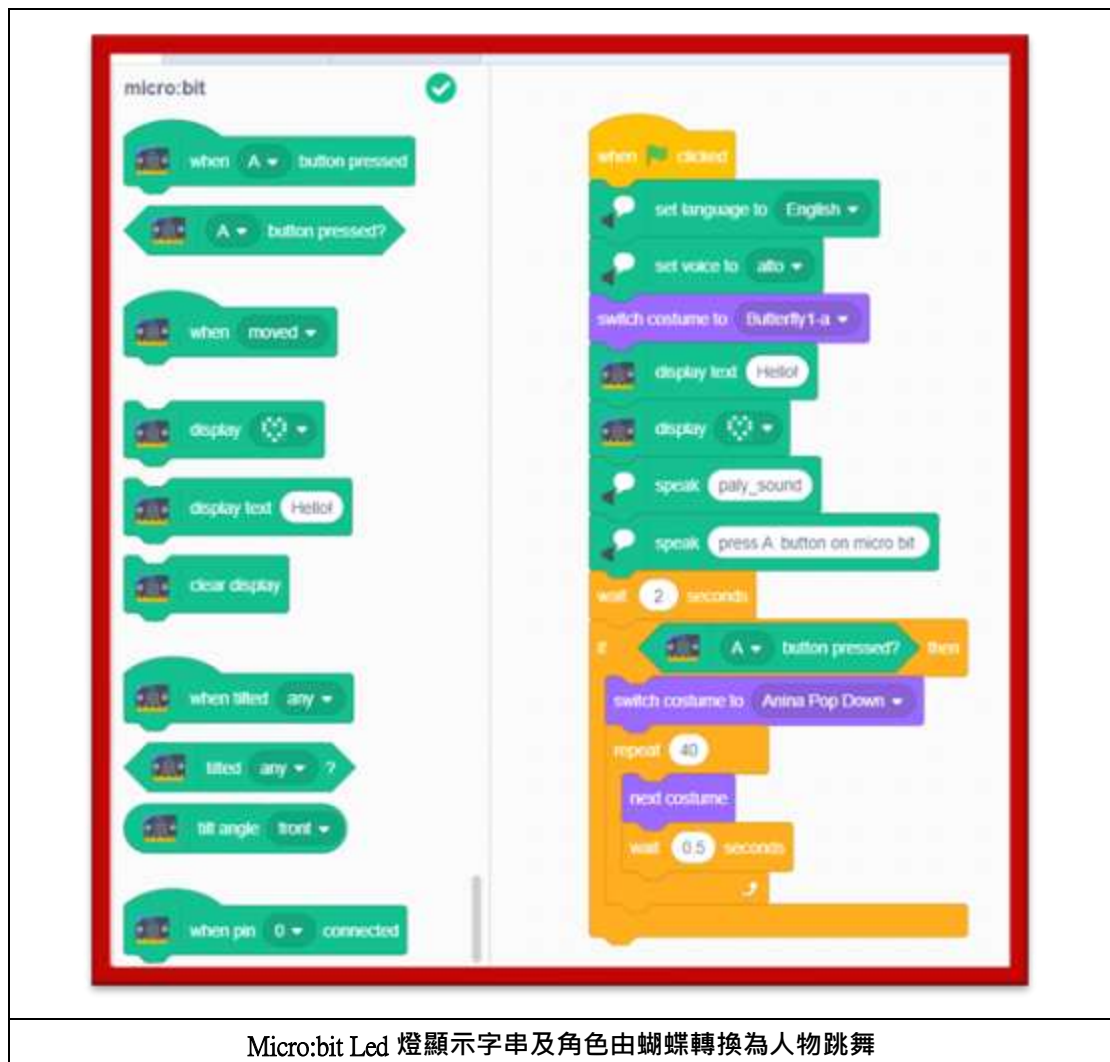 micro:bit
when A button pressed
A button pressed?
when moved
display
display text Hello!
clear display
when tilted any
tilted any ?
tilt angle front
when pin 0 connected
when clicked
set language to English
set voice to alto
switch costume to Butterfly1-a
display text Hello!
display
speak paly_sound
speak press A: button on micro bit
wait 2 seconds
if A button pressed? then
switch costume to Anina Pop Down
repeat 40
next costume
wait 0.5 seconds
Micro:bit Led 燈顯示字串及角色由蝴蝶轉換為人物跳舞